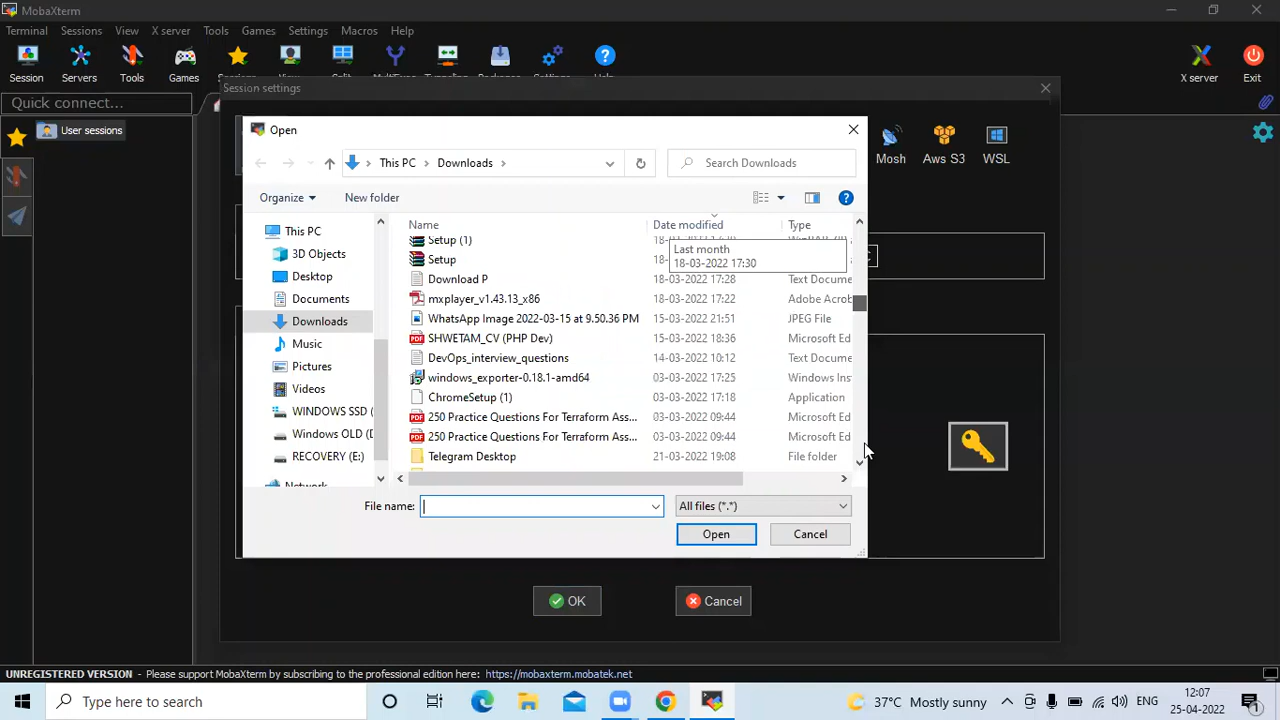 MobaXterm
Terminal Sessions View X server Tools Games Settings Macros Help
Session Servers Tools Games Help X server Exit
Quick connect...
User sessions
Session settings
Mosh Aws S3 WSL
Open
This PC Downloads Search Downloads
Organize New folder
Name Date modified Type
This PC
3D Objects
Desktop
Documents
Downloads
Music
Pictures
Videos
WINDOWS SSD (
Windows OLD (D
RECOVERY (E:)
Network
Setup (1)
Setup
Last month
18-03-2022 17:30
Download P 18-03-2022 17:28 Text Docume
mxplayer_v1.43.13_x86 18-03-2022 17:22 Adobe Acrob
WhatsApp Image 2022-03-15 at 9.50.36 PM 15-03-2022 21:51 JPEG File
SHWETAM_CV (PHP Dev) 15-03-2022 18:36 Microsoft Ed
DevOps_interview_questions 14-03-2022 10:12 Text Docume
windows_exporter-0.18.1-amd64 03-03-2022 17:25 Windows Ins
ChromeSetup (1) 03-03-2022 17:18 Application
250 Practice Questions For Terraform Ass... 03-03-2022 09:44 Microsoft Ed
250 Practice Questions For Terraform Ass... 03-03-2022 09:44 Microsoft Ed
Telegram Desktop 21-03-2022 19:08 File folder
File name: All files (*.*)
Open Cancel
OK Cancel
UNREGISTERED VERSION - Please support MobaXterm by subscribing to the professional edition here: https://mobaxterm.mobatek.net
Type here to search
37°C Mostly sunny ENG 12:07
25-04-2022 1